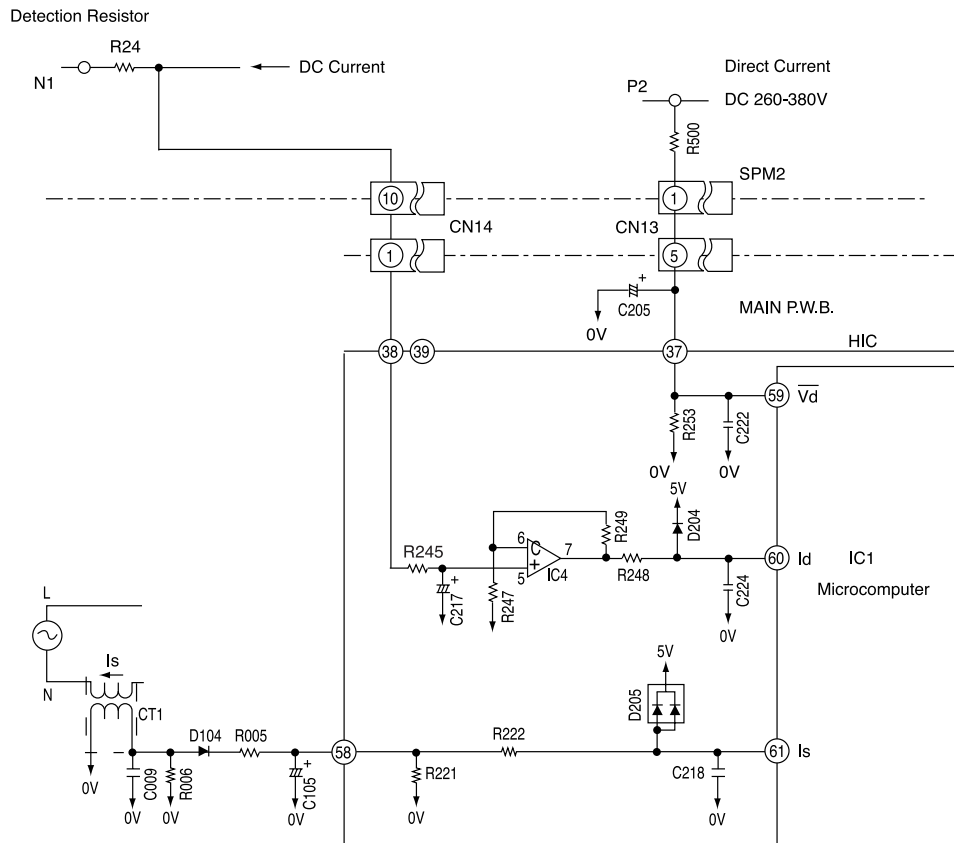 Detection Resistor
R24
N1
DC Current
Direct Current
P2
DC 260-380V
R500
SPM2
10
1
CN14
CN13
1
5
C205
+
0V
MAIN P.W.B.
38
39
37
HIC
59
Vd
R253
C222
0V
0V
5V
D204
R249
R245
6
C
+
5
7
IC4
R248
60
Id
IC1
Microcomputer
+
C217
R247
C224
0V
L
N
Is
CT1
5V
D205
D104
R005
58
R222
61
Is
0V
C009
R006
+
C105
R221
C218
0V
0V
0V
0V
0V